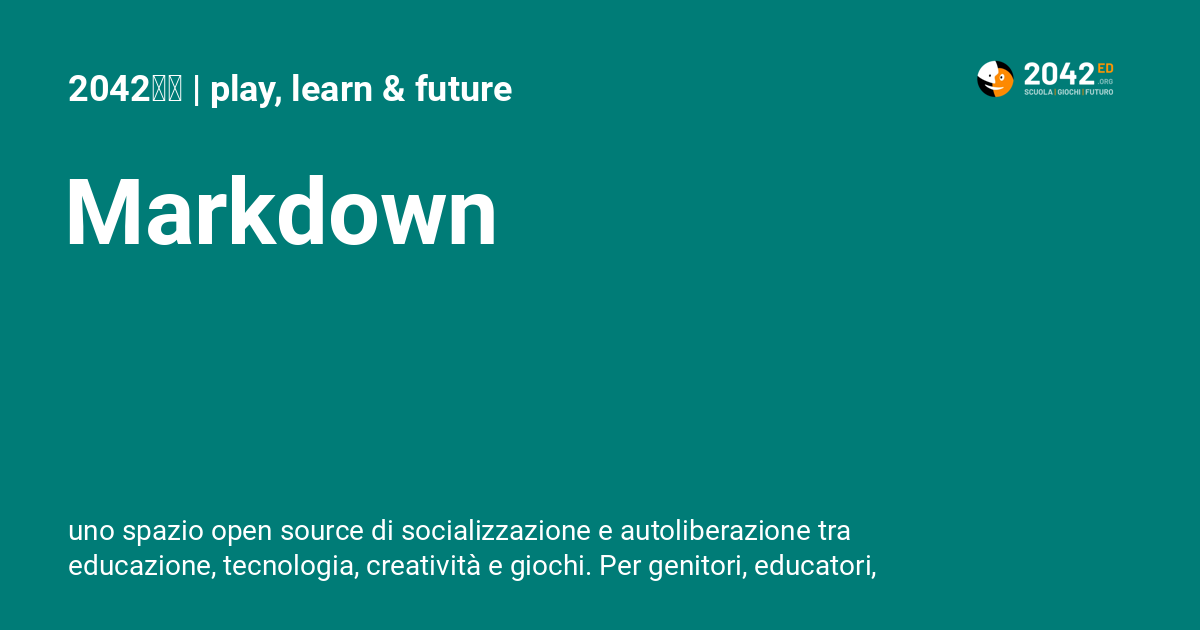 2042 | play, learn & future
2042 ED
.ORG
SCUOLA | GIOCHI | FUTURO
Markdown
uno spazio open source di socializzazione e autoliberazione tra
educazione, tecnologia, creatività e giochi. Per genitori, educatori,